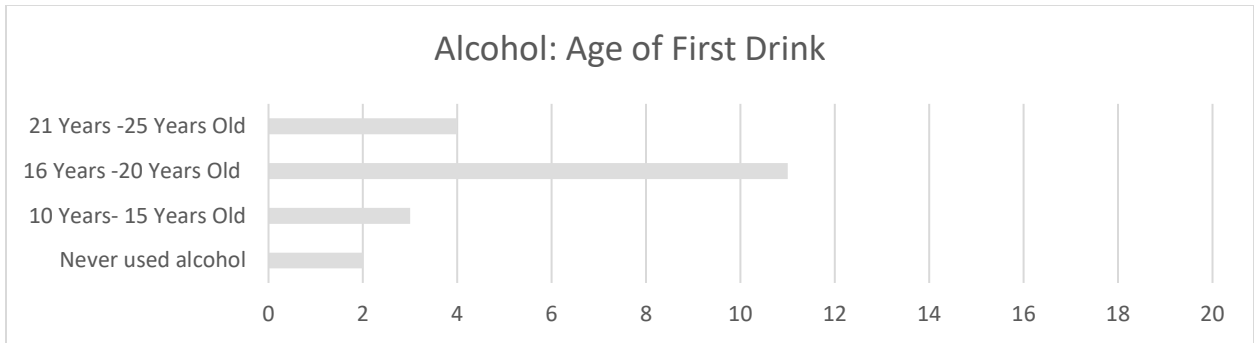 Alcohol: Age of First Drink
21 Years -25 Years Old
16 Years -20 Years Old
10 Years- 15 Years Old
Never used alcohol
0 2 4 6 8 10 12 14 16 18 20